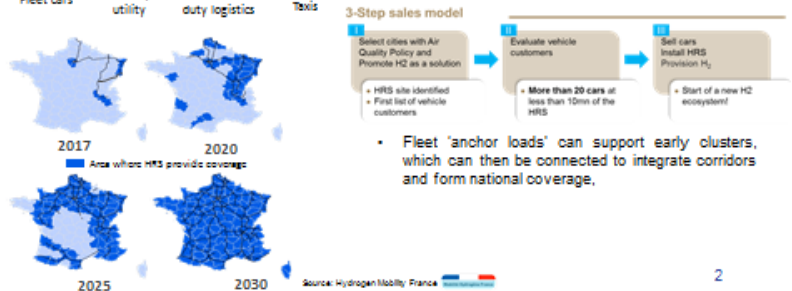 Fleet cars
utility
duty logistics
Taxis
3-Step sales model
I
II
III
Select cities with Air
Quality Policy and
Promote H2 as a solution
Evaluate vehicle
customers
Sell cars
Install HRS
Provision H₂
• HRS site identified
• First list of vehicle
customers
• More than 20 cars at
less than 10mn of the
HRS
• Start of a new H2
ecosystem!
2017
2020
Area where HRS provide coverage
• Fleet 'anchor loads' can support early clusters,
which can then be connected to integrate corridors
and form national coverage,
2025
2030
Source: Hydrogen Mobility France
2